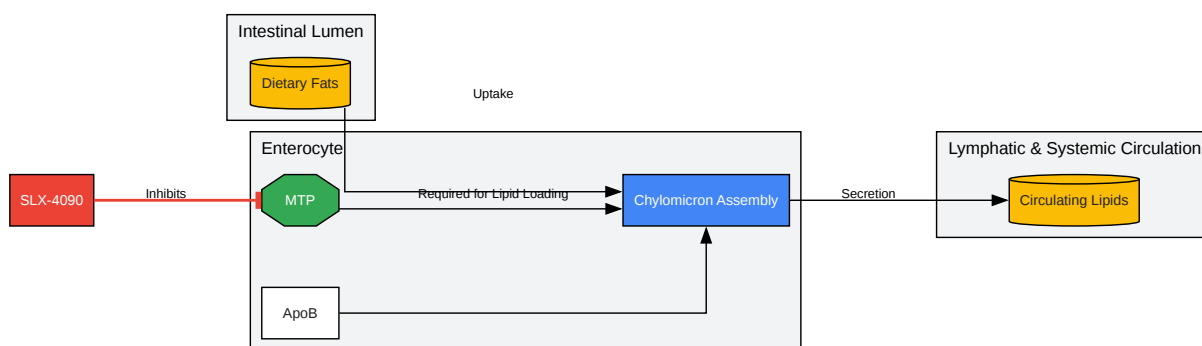 Intestinal Lumen
Dietary Fats
Uptake
Enterocyte
Lymphatic & Systemic Circulation
SLX-4090
Inhibits
MTP
Required for Lipid Loading
Chylomicron Assembly
Secretion
Circulating Lipids
ApoB